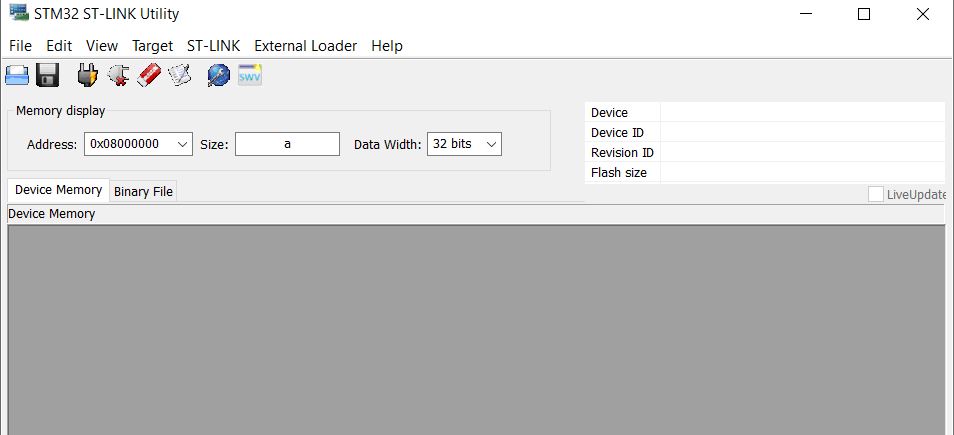 STM32 ST-LINK Utility
File Edit View Target ST-LINK External Loader Help
SWV
Memory display
Address: 0x08000000 Size: a Data Width: 32 bits
Device
Device ID
Revision ID
Flash size
LiveUpdate
Device Memory Binary File
Device Memory